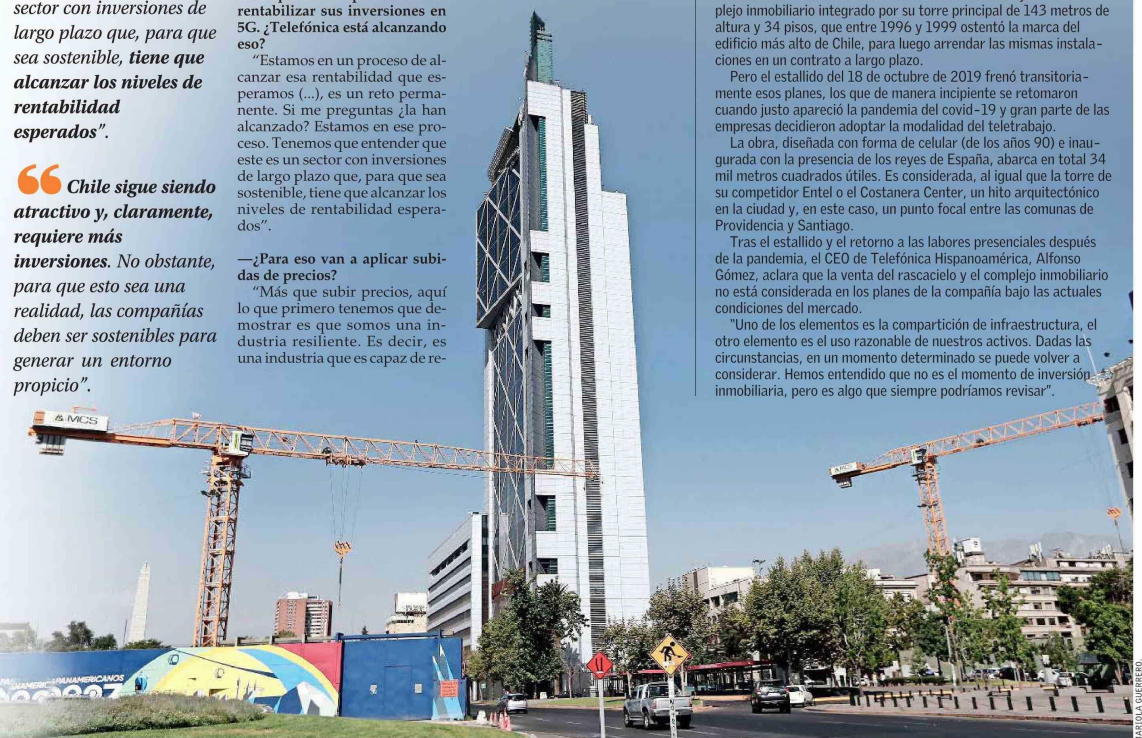 sector con inversiones de
largo plazo que, para que
sea sostenible, tiene que
alcanzar los niveles de
rentabilidad
esperados”.
Chile sigue siendo
atractivo y, claramente,
requiere más
inversiones. No obstante,
para que esto sea una
realidad, las compañías
deben ser sostenibles para
generar un entorno
propicio”.
rentabilizar sus inversiones en
5G. ¿Telefónica está alcanzando
eso?
“Estamos en un proceso de al-
canzar esa rentabilidad que es-
peramos (...), es un reto perma-
nente. Si me preguntas ¿la han
alcanzado? Estamos en ese pro-
ceso. Tenemos que entender que
este es un sector con inversiones
de largo plazo que, para que sea
sostenible, tiene que alcanzar los
niveles de rentabilidad espera-
dos”.
—¿Para eso van a aplicar subi-
das de precios?
“Más que subir precios, aquí
lo que primero tenemos que de-
mostrar es que somos una in-
dustria resiliente. Es decir, es
una industria que es capaz de re-
plejo inmobiliario integrado por su torre principal de 143 metros de
altura y 34 pisos, que entre 1996 y 1999 ostentó la marca del
edificio más alto de Chile, para luego arrendar las mismas instala-
ciones en un contrato a largo plazo.
Pero el estallido del 18 de octubre de 2019 frenó transitoria-
mente esos planes, los que de manera incipiente se retomaron
cuando justo apareció la pandemia del covid-19 y gran parte de las
empresas decidieron adoptar la modalidad del teletrabajo.
La obra, diseñada con forma de celular (de los años 90) e inau-
gurada con la presencia de los reyes de España, abarca en total 34
mil metros cuadrados útiles. Es considerada, al igual que la torre de
su competidor Entel o el Costanera Center, un hito arquitectónico
en la ciudad y, en este caso, un punto focal entre las comunas de
Providencia y Santiago.
Tras el estallido y el retorno a las labores presenciales después
de la pandemia, el CEO de Telefónica Hispanoamérica, Alfonso
Gómez, aclara que la venta del rascacielo y el complejo inmobiliario
no está considerada en los planes de la compañía bajo las actuales
condiciones del mercado.
"Uno de los elementos es la compartición de infraestructura, el
otro elemento es el uso razonable de nuestros activos. Dadas las
circunstancias, en un momento determinado se puede volver a
considerar. Hemos entendido que no es el momento de inversión
inmobiliaria, pero es algo que siempre podríamos revisar”.
MCS
MCS
PANAMERICANOS
GUERRERO.